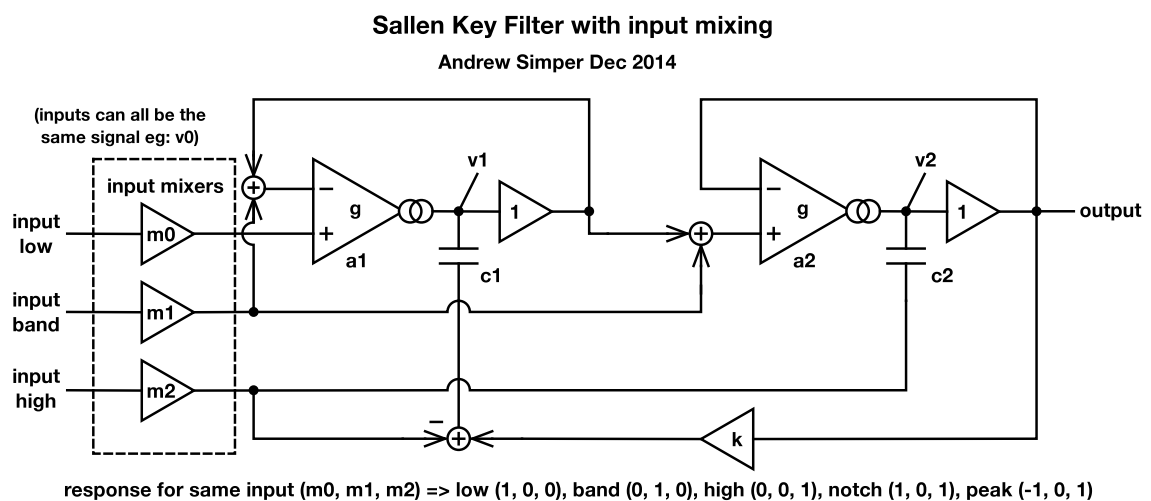 Sallen Key Filter with input mixing
Andrew Simper Dec 2014
(inputs can all be the
same signal eg: v0)
input mixers
input
low
m0
input
band
m1
input
high
m2
+
−
+
g
a1
v1
c1
1
+
−
+
g
a2
v2
c2
1
output
−
+
k
response for same input (m0, m1, m2) => low (1, 0, 0), band (0, 1, 0), high (0, 0, 1), notch (1, 0, 1), peak (-1, 0, 1)